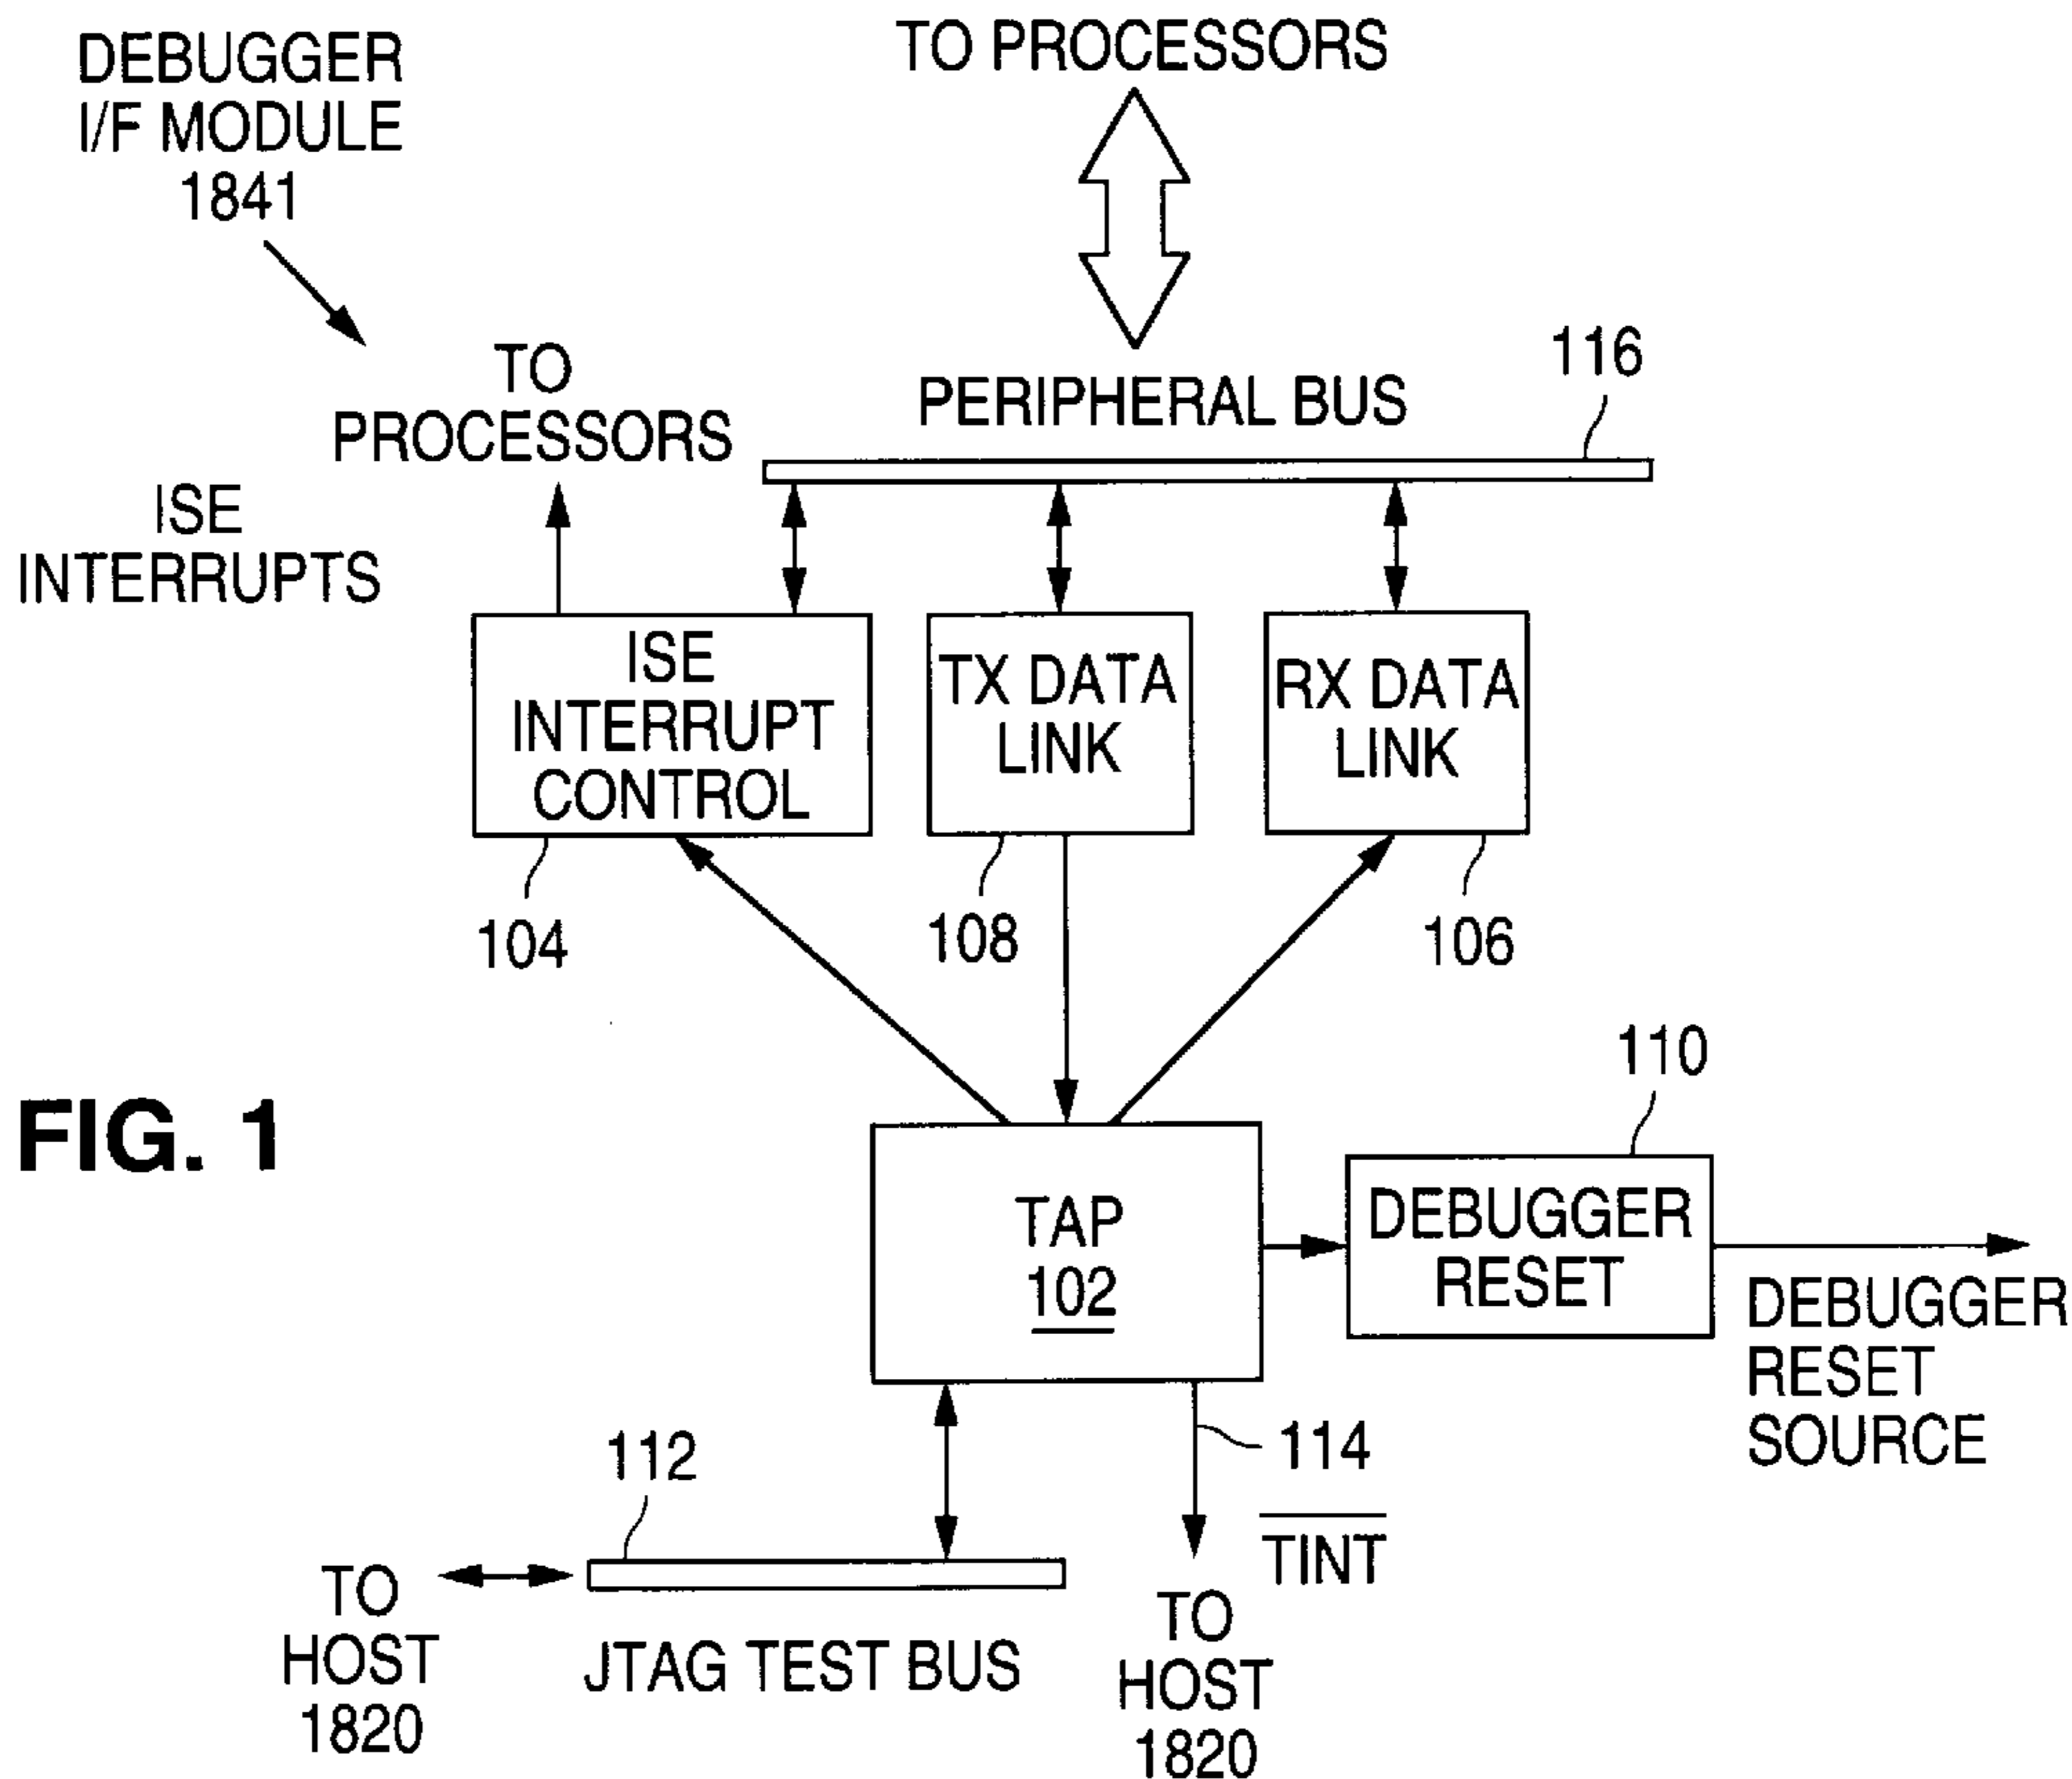 DEBUGGER
I/F MODULE
1841
TO PROCESSORS
TO
PROCESSORS
PERIPHERAL BUS
116
ISE
INTERRUPTS
ISE
INTERRUPT
CONTROL
TX DATA
LINK
RX DATA
LINK
104
108
106
110
FIG. 1
TAP
102
DEBUGGER
RESET
DEBUGGER
RESET
SOURCE
112
114
TINT
TO
HOST
1820
JTAG TEST BUS
TO
HOST
1820